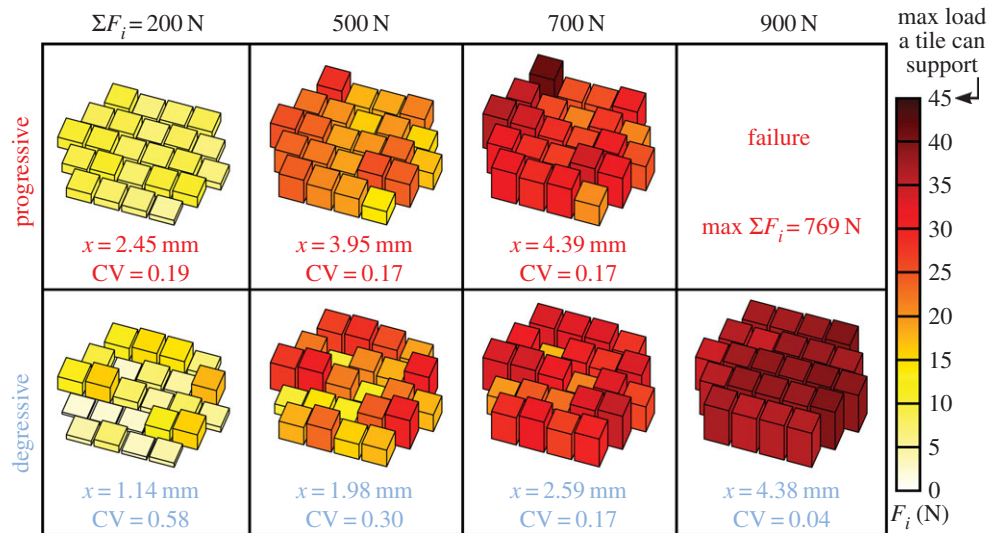 ΣFᵢ = 200 N
500 N
700 N
900 N
max load
a tile can
support
progressive
x = 2.45 mm
CV = 0.19
x = 3.95 mm
CV = 0.17
x = 4.39 mm
CV = 0.17
failure
max ΣFᵢ = 769 N
degressive
x = 1.14 mm
CV = 0.58
x = 1.98 mm
CV = 0.30
x = 2.59 mm
CV = 0.17
x = 4.38 mm
CV = 0.04
45
40
35
30
25
20
15
10
5
0
Fᵢ (N)